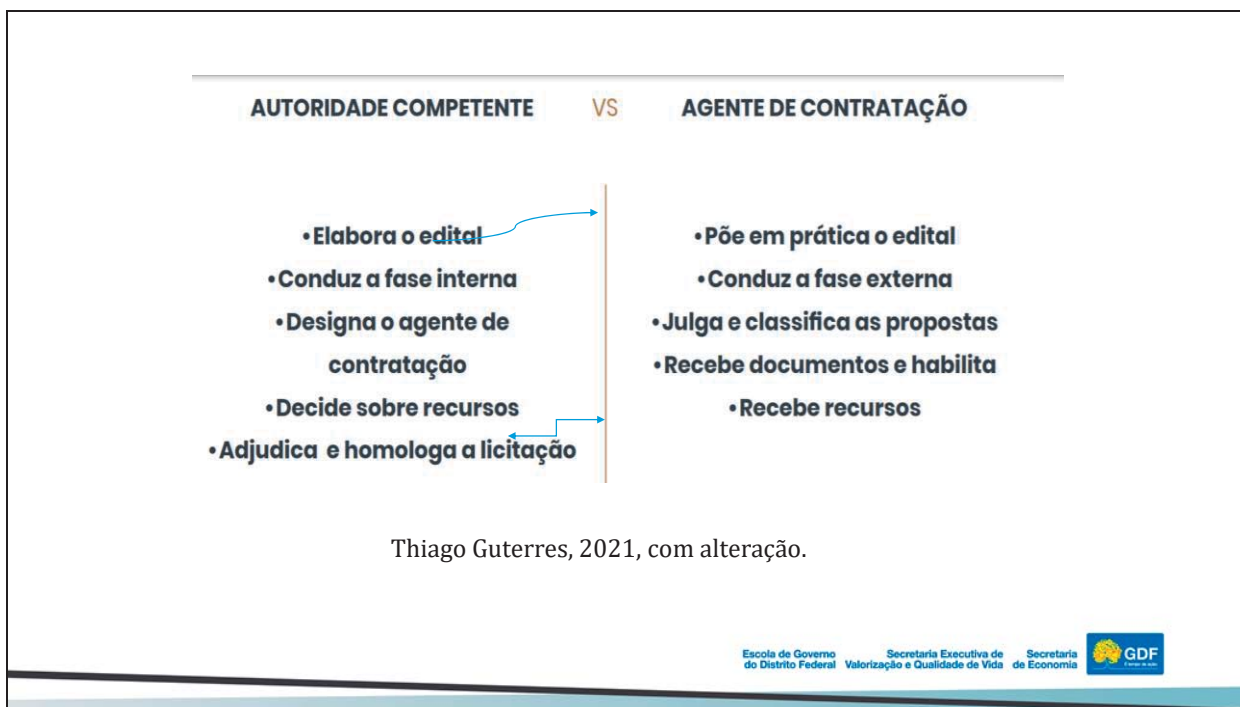 AUTORIDADE COMPETENTE VS AGENTE DE CONTRATAÇÃO
•Elabora o edital
•Conduz a fase interna
•Designa o agente de
contratação
•Decide sobre recursos
•Adjudica e homologa a licitação
•Põe em prática o edital
•Conduz a fase externa
•Julga e classifica as propostas
•Recebe documentos e habilita
•Recebe recursos
Thiago Guterres, 2021, com alteração.
Escola de Governo
do Distrito Federal
Secretaria Executiva de
Valorização e Qualidade de Vida
Secretaria
de Economia
GDF